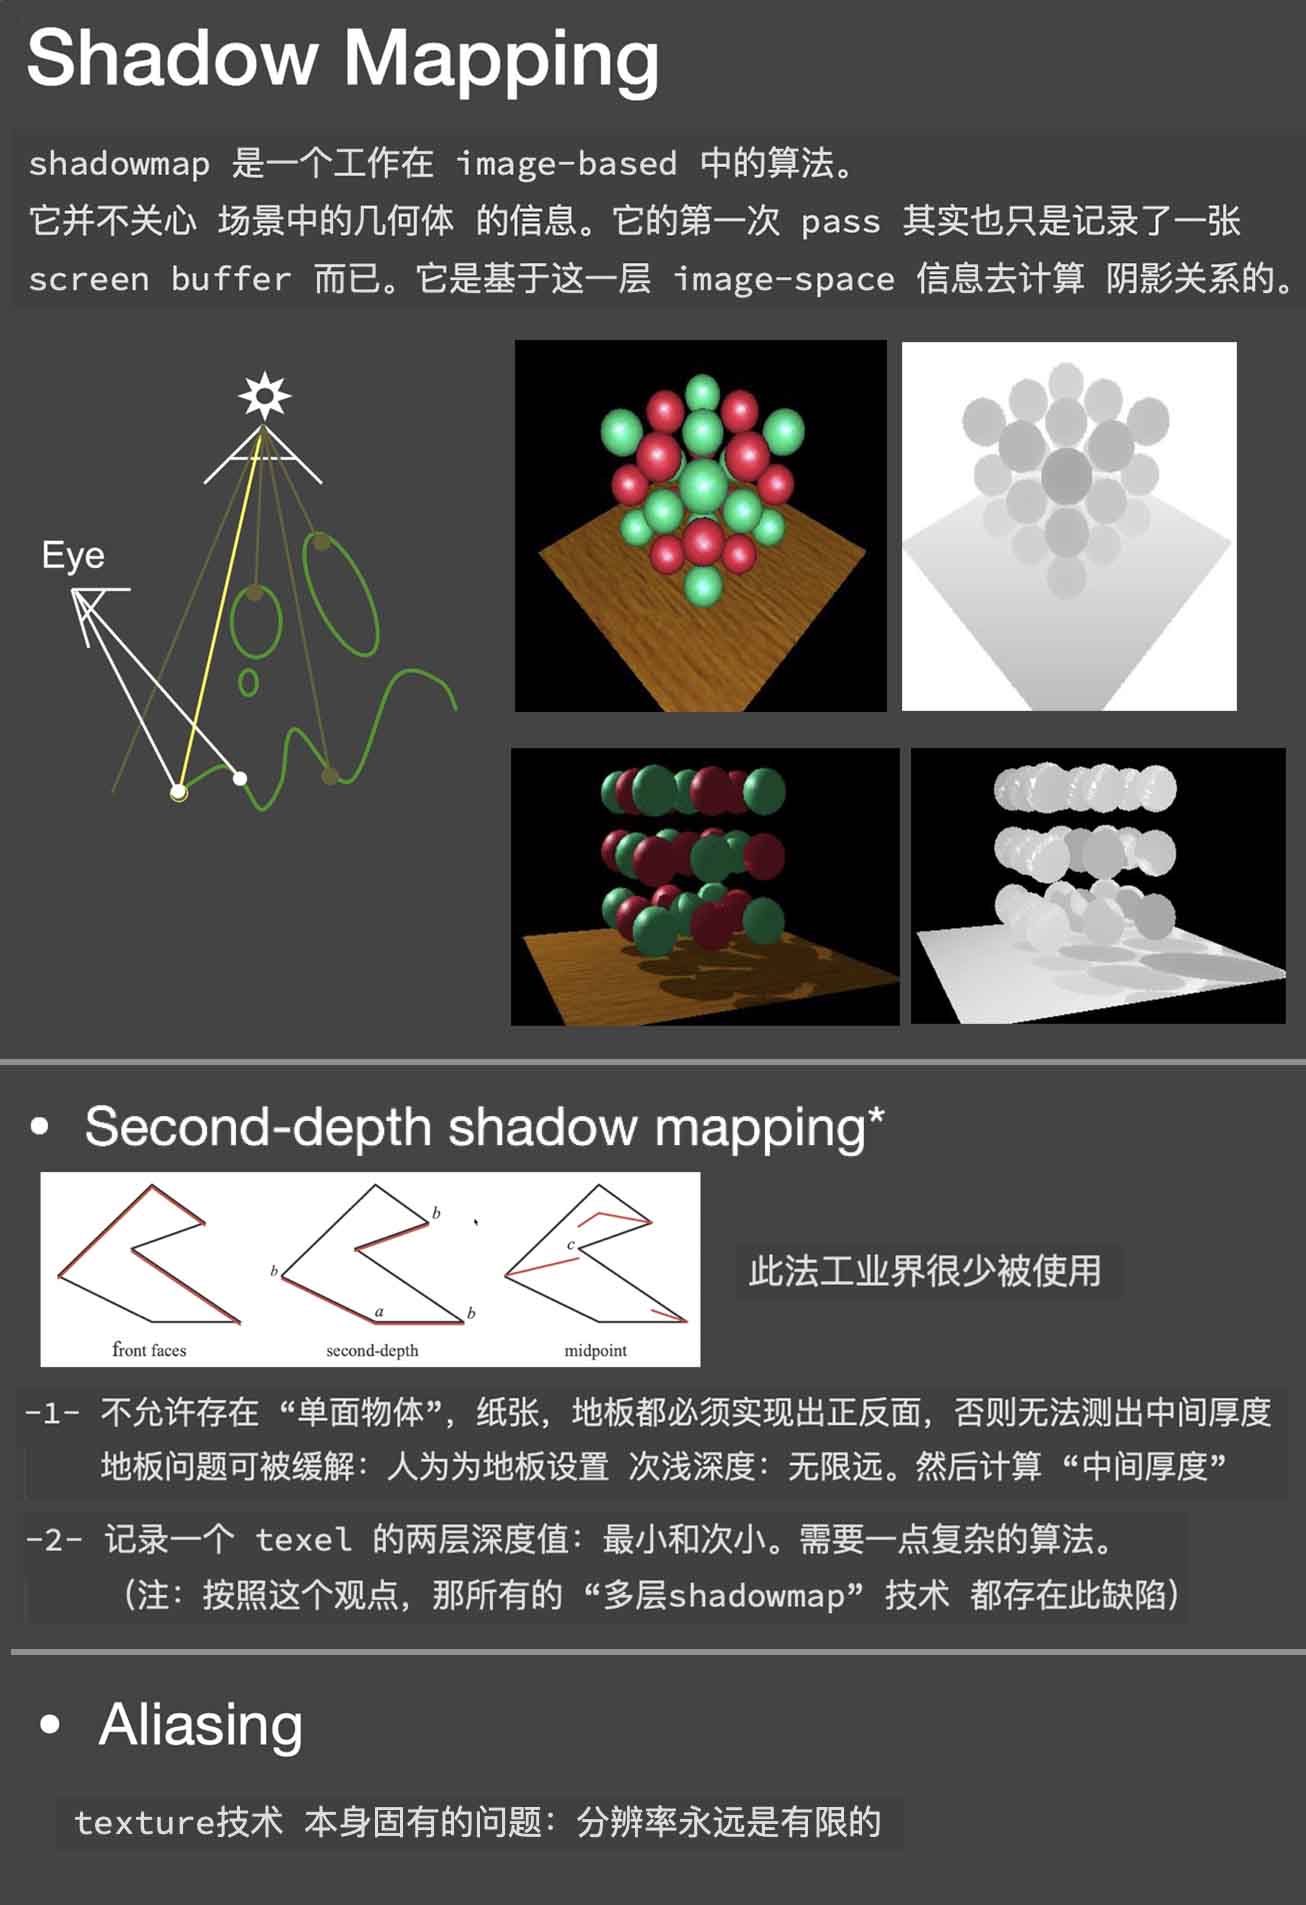 Shadow Mapping
shadowmap 是一个工作在 image-based 中的算法。
它并不关心 场景中的几何体 的信息。它的第一次 pass 其实也只是记录了一张
screen buffer 而已。它是基于这一层 image-space 信息去计算 阴影关系的。
Eye
• Second-depth shadow mapping*
b
c
b
a
b
front faces
second-depth
midpoint
此法工业界很少被使用
-1- 不允许存在 “单面物体”，纸张，地板都必须实现出正反面，否则无法测出中间厚度
地板问题可被缓解：人为为地板设置 次浅深度：无限远。然后计算 “中间厚度”
-2- 记录一个 texel 的两层深度值：最小和次小。需要一点复杂的算法。
（注：按照这个观点，那所有的 “多层shadowmap” 技术 都存在此缺陷）
• Aliasing
texture技术 本身固有的问题：分辨率永远是有限的